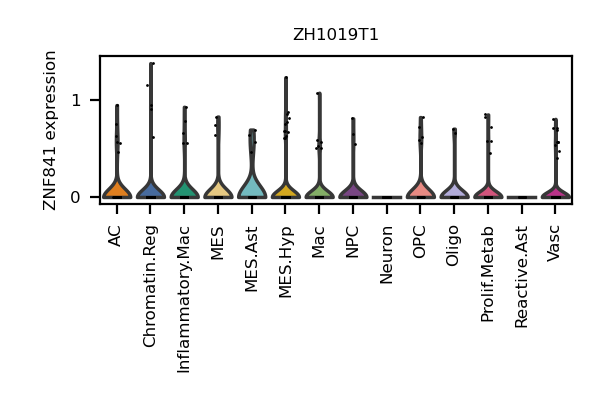 ZH1019T1
ZNF841 expression
1
0
AC
Chromatin.Reg
Inflammatory.Mac
MES
MES.Ast
MES.Hyp
Mac
NPC
Neuron
OPC
Oligo
Prolif.Metab
Reactive.Ast
Vasc